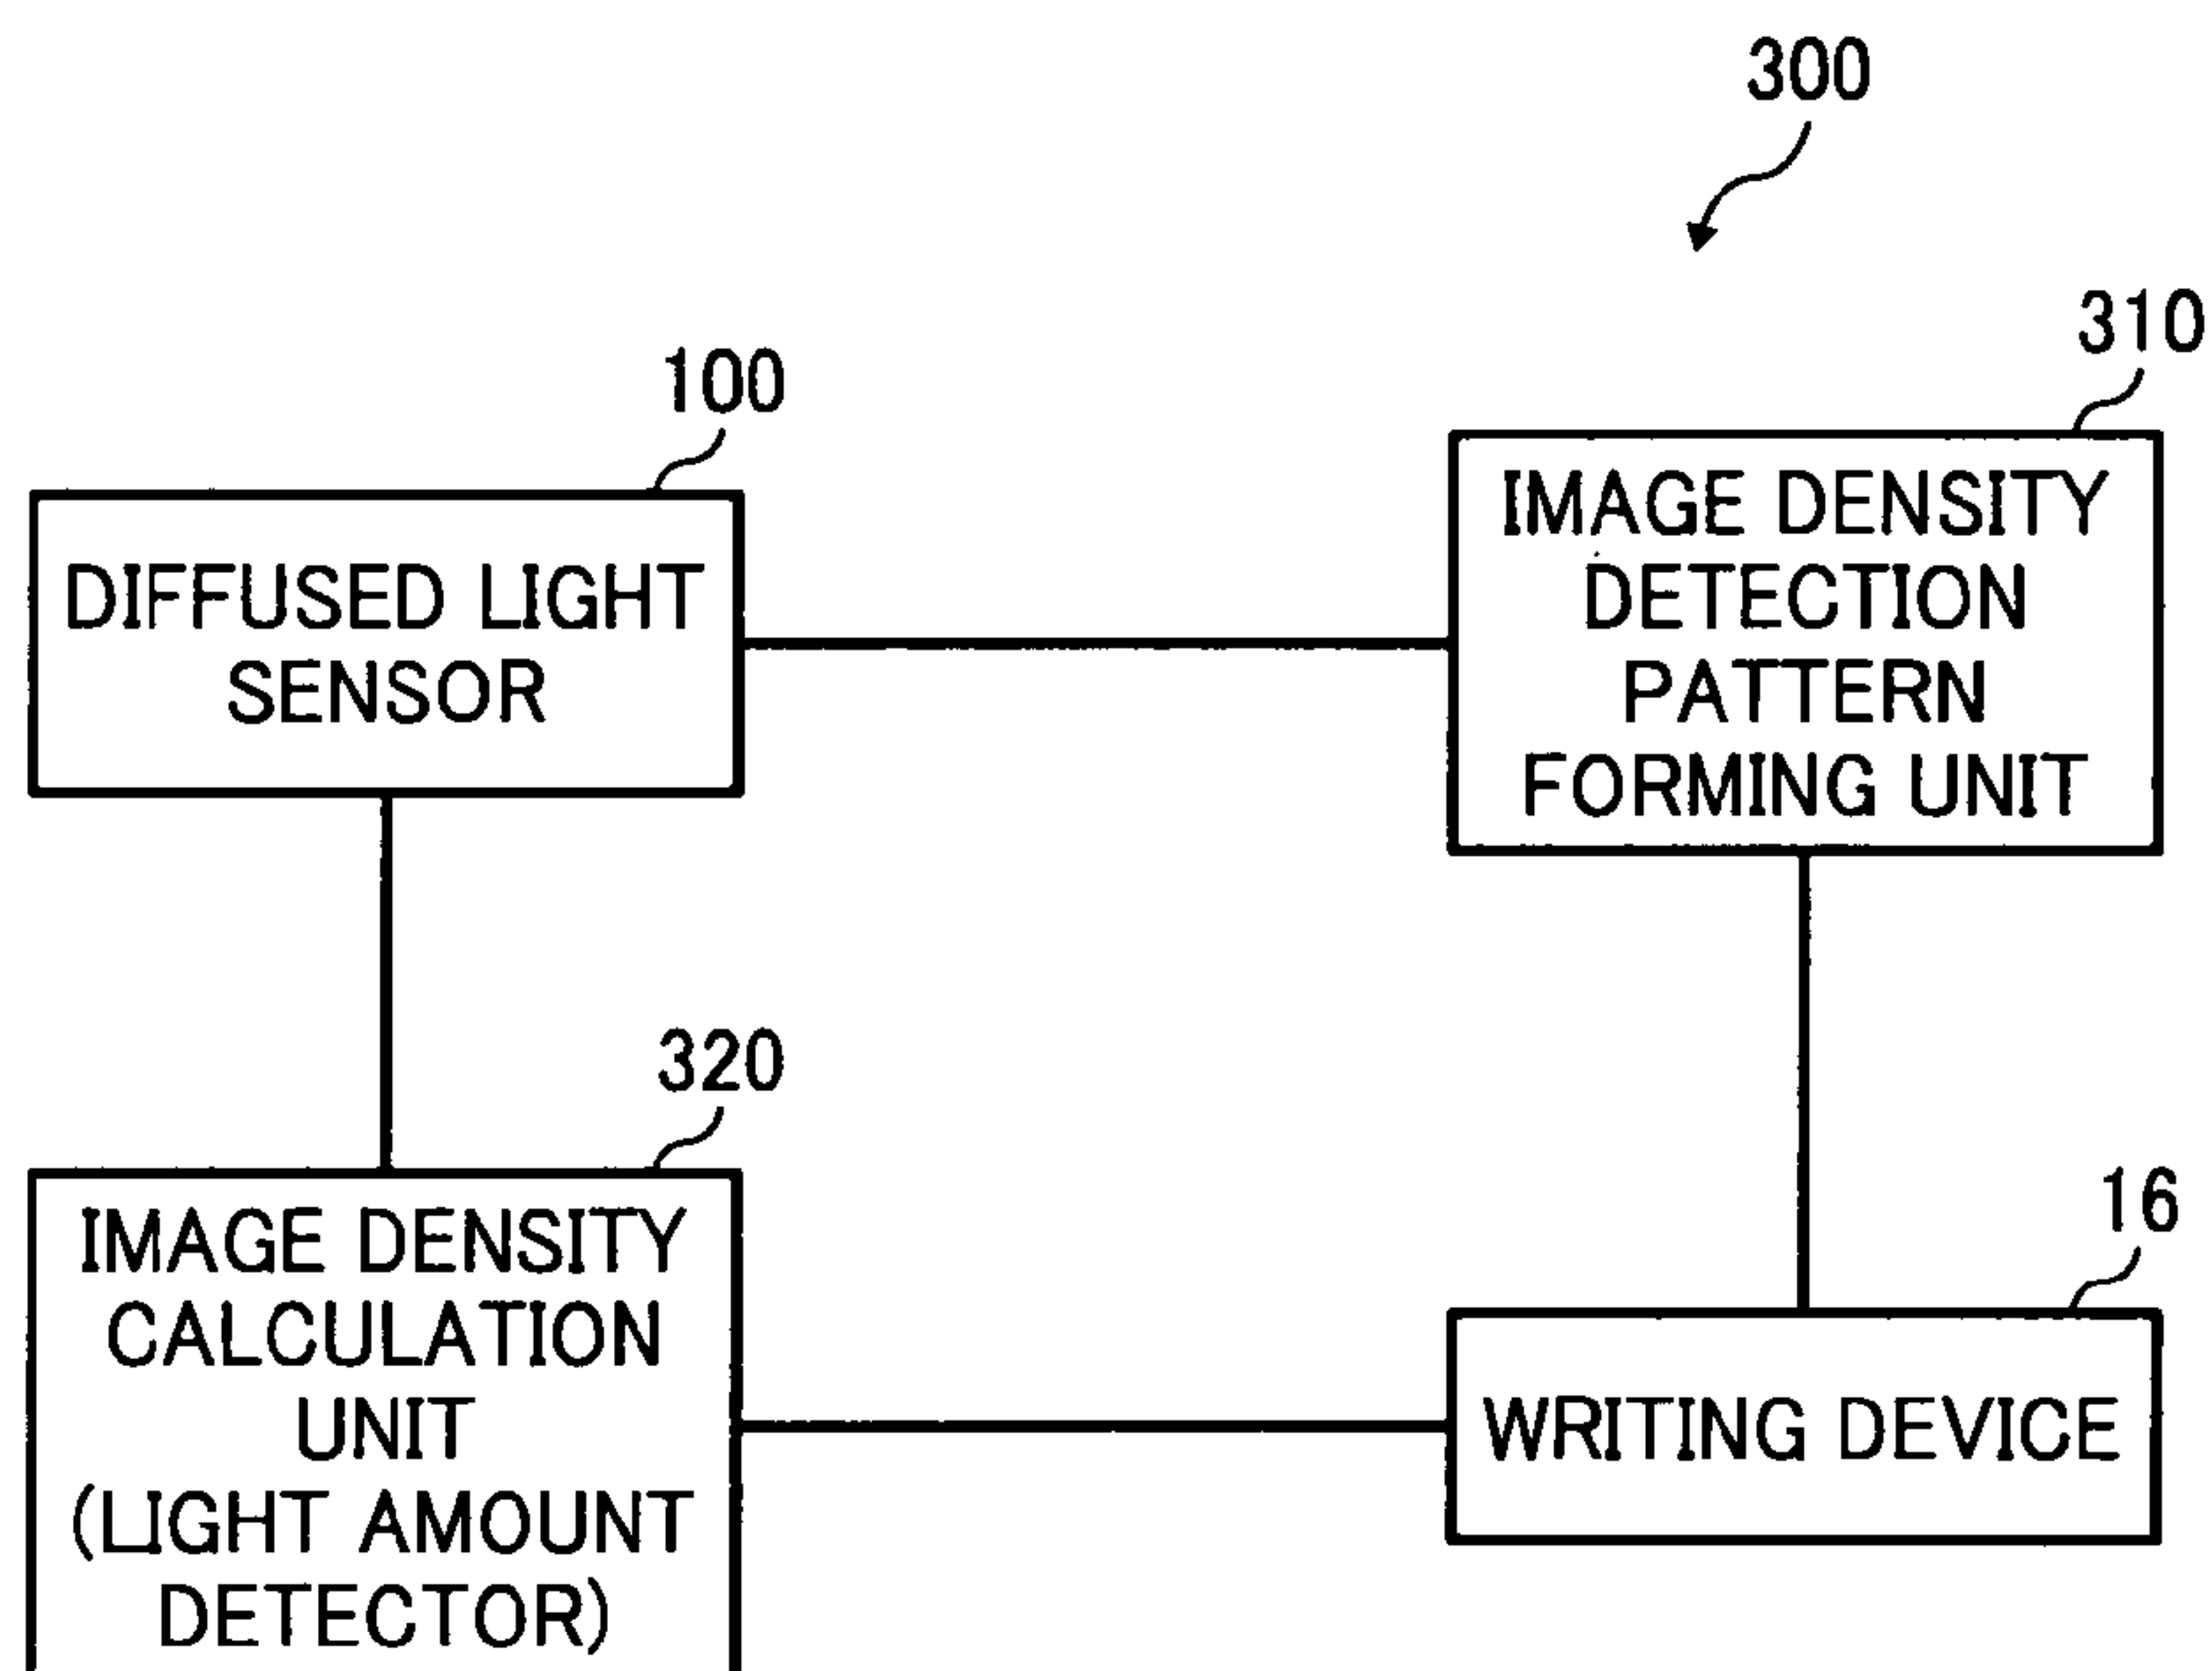 300
100
DIFFUSED LIGHT
SENSOR
310
IMAGE DENSITY
DETECTION
PATTERN
FORMING UNIT
320
IMAGE DENSITY
CALCULATION
UNIT
(LIGHT AMOUNT
DETECTOR)
16
WRITING DEVICE